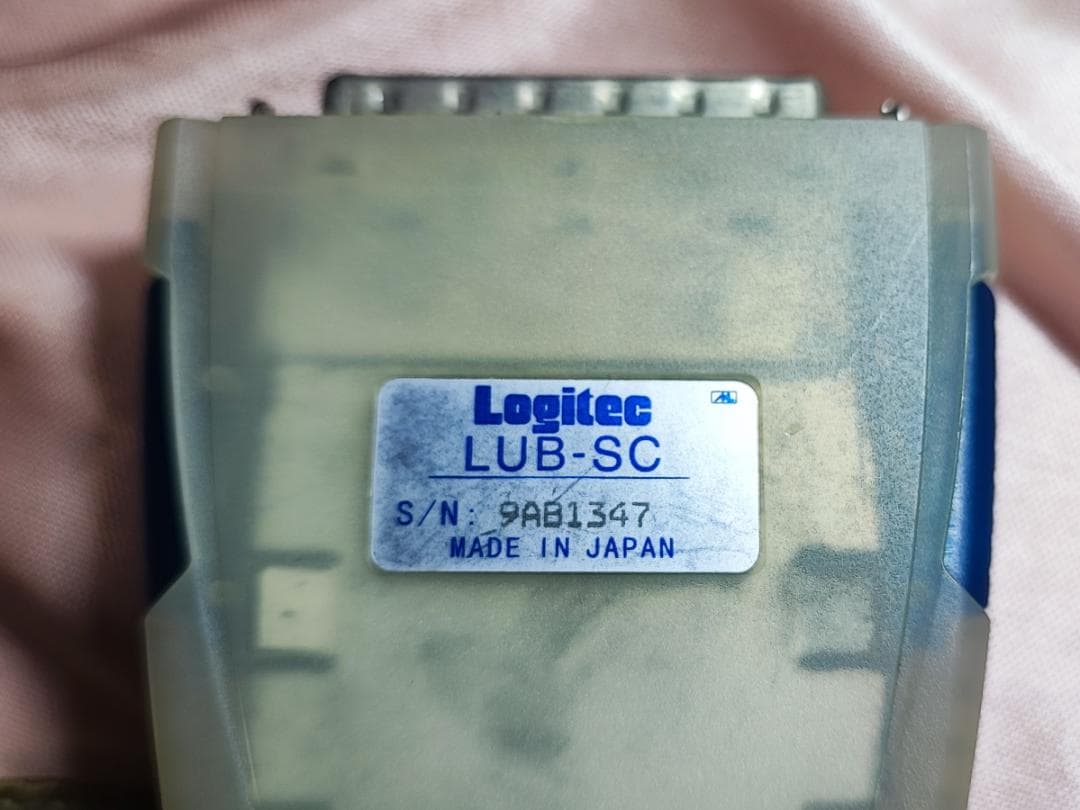 Logitec
LUB-SC
S/N: 9AB1347
MADE IN JAPAN